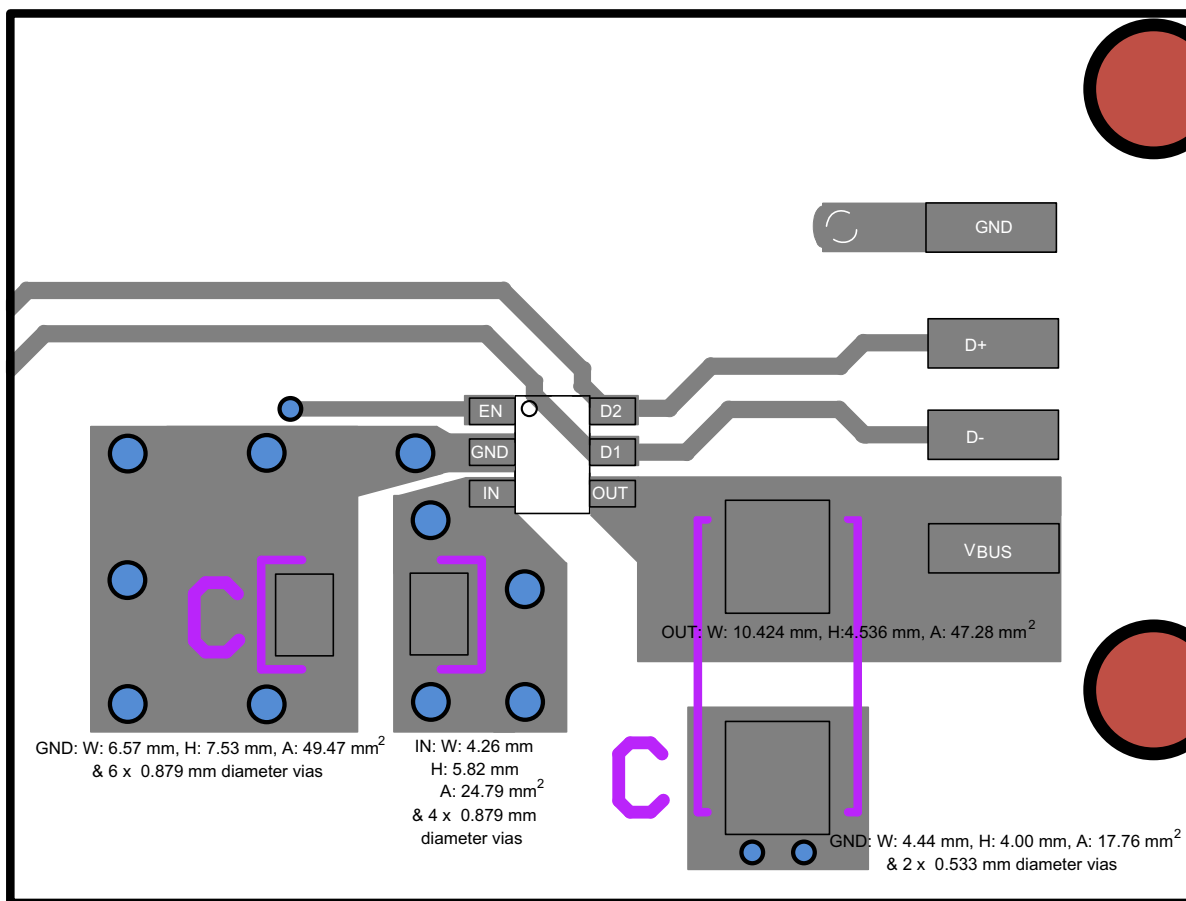 GND
D+
D-
EN
D2
GND
D1
IN
OUT
VBUS
OUT: W: 10.424 mm, H:4.536 mm, A: 47.28 mm²
C
GND: W: 6.57 mm, H: 7.53 mm, A: 49.47 mm²
& 6 x 0.879 mm diameter vias
IN: W: 4.26 mm
H: 5.82 mm
A: 24.79 mm²
& 4 x 0.879 mm
diameter vias
C
GND: W: 4.44 mm, H: 4.00 mm, A: 17.76 mm²
& 2 x 0.533 mm diameter vias